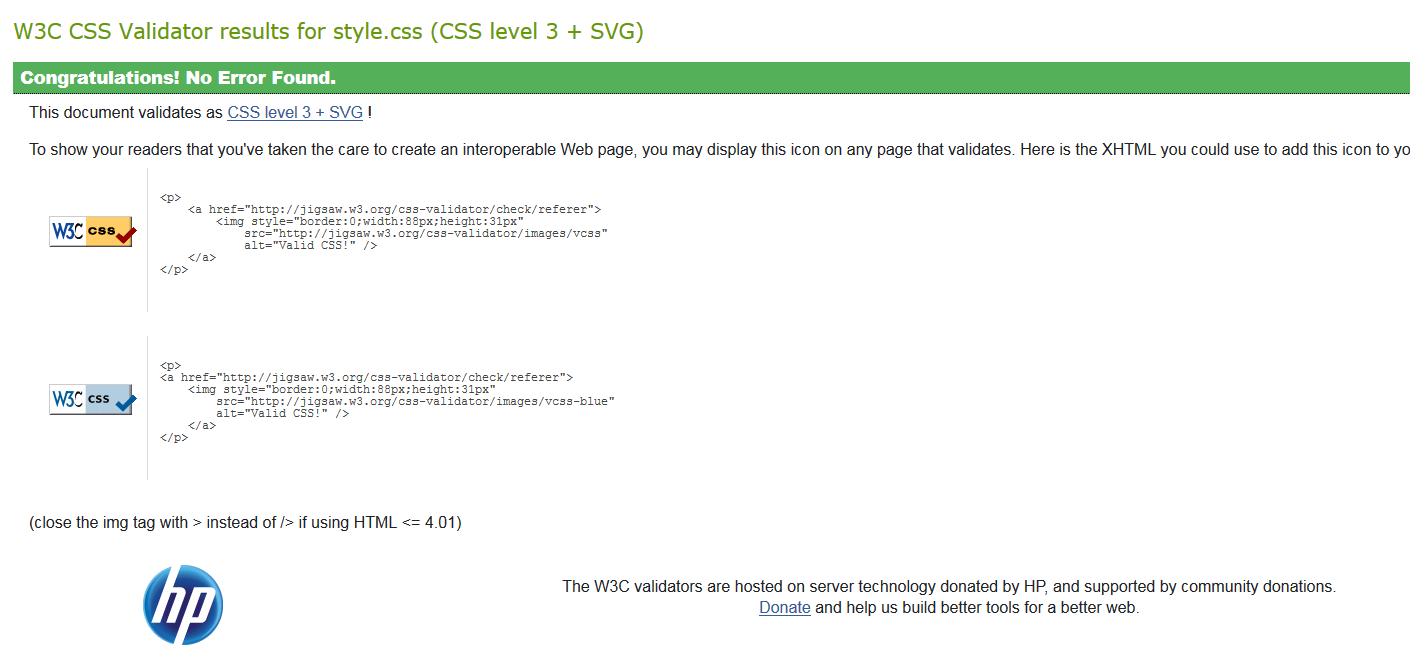 W3C CSS Validator results for style.css (CSS level 3 + SVG)
Congratulations! No Error Found.
This document validates as CSS level 3 + SVG !
To show your readers that you've taken the care to create an interoperable Web page, you may display this icon on any page that validates. Here is the XHTML you could use to add this icon to yo
W3C css
<p>
<a href="http://jigsaw.w3.org/css-validator/check/referer">
<img style="border:0;width:88px;height:31px"
src="http://jigsaw.w3.org/css-validator/images/vcss"
alt="Valid CSS!" />
</a>
</p>
W3C css
<p>
<a href="http://jigsaw.w3.org/css-validator/check/referer">
<img style="border:0;width:88px;height:31px"
src="http://jigsaw.w3.org/css-validator/images/vcss-blue"
alt="Valid CSS!" />
</a>
</p>
(close the img tag with > instead of /> if using HTML <= 4.01)
hp
The W3C validators are hosted on server technology donated by HP, and supported by community donations.
Donate and help us build better tools for a better web.